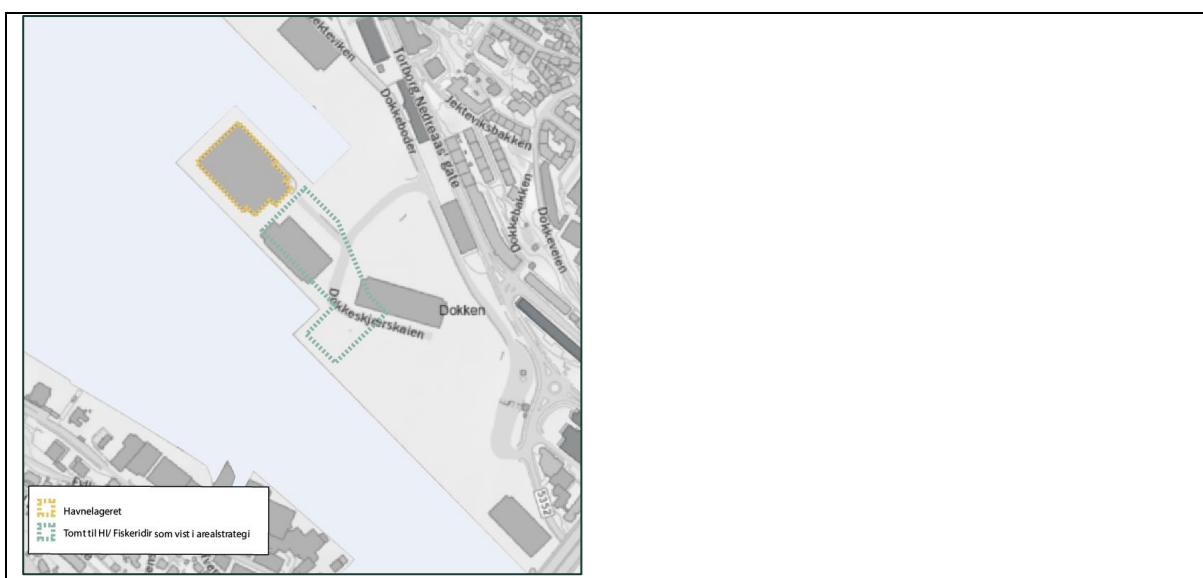 Jekteviken
Torborg Nedreaas' gate
Dokkeboder
Jekteviksbakken
Dokkebakken
Dokkeveien
Dokken
Dokkeskjærskaien
5352
Havnelageret
Tomt til HI/ Fiskeridir som vist i arealstrategi